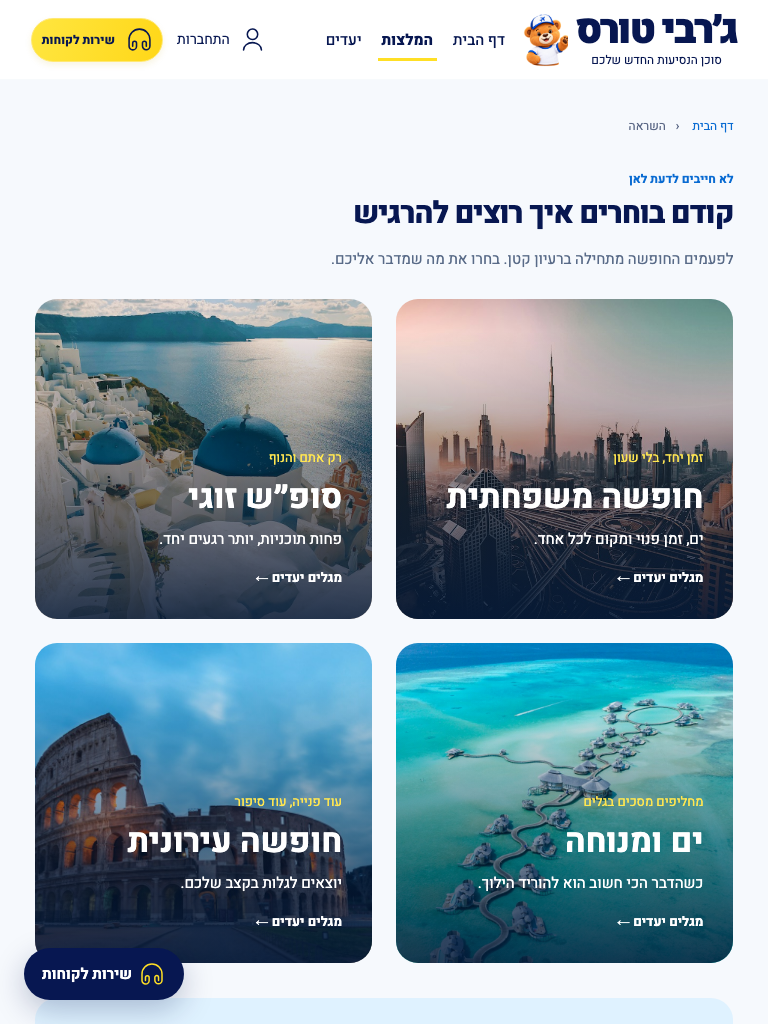 ג'רבי טורס
סוכן הנסיעות החדש שלכם
דף הבית
המלצות
יעדים
התחברות
שירות לקוחות
דף הבית › השראה
לא חייבים לדעת לאן
קודם בוחרים איך רוצים להרגיש
לפעמים החופשה מתחילה ברעיון קטן. בחרו את מה שמדבר אליכם.
זמן יחד, בלי שעון
חופשה משפחתית
ים, זמן פנוי ומקום לכל אחד.
מגלים יעדים ←
רק אתם והנוף
סופ״ש זוגי
פחות תוכניות, יותר רגעים יחד.
מגלים יעדים ←
מחליפים מסכים בגלים
ים ומנוחה
כשהדבר הכי חשוב הוא להוריד הילוך.
מגלים יעדים ←
עוד פנייה, עוד סיפור
חופשה עירונית
יוצאים לגלות בקצב שלכם.
מגלים יעדים ←
שירות לקוחות